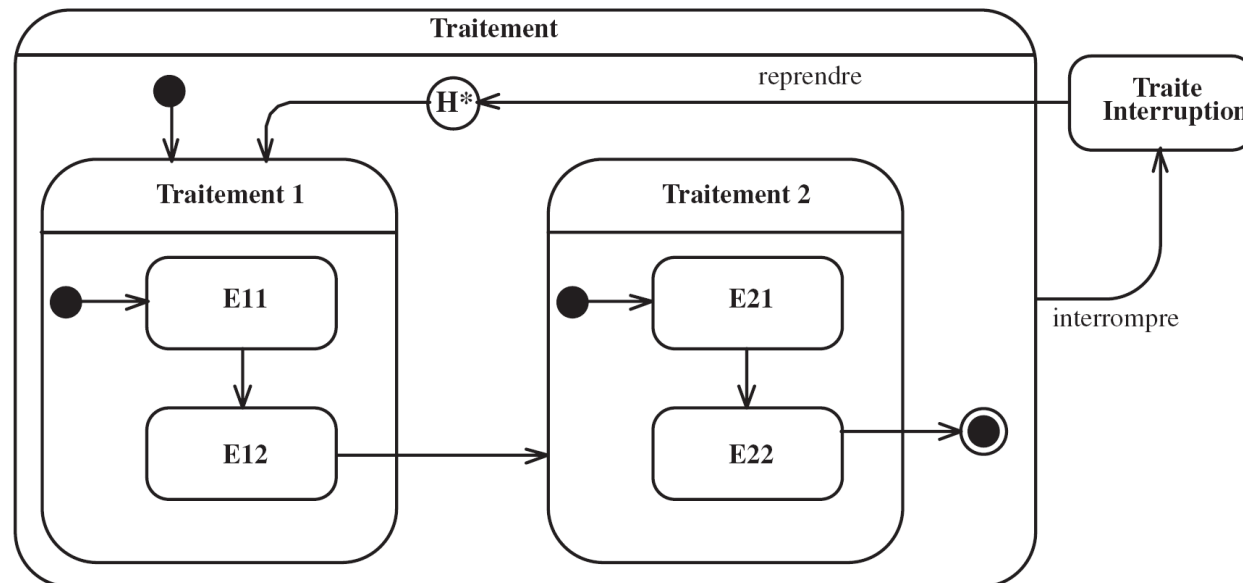 Traitement
reprendre
H*
Traite
Interruption
Traitement 1
Traitement 2
E11
E21
interrompre
E12
E22